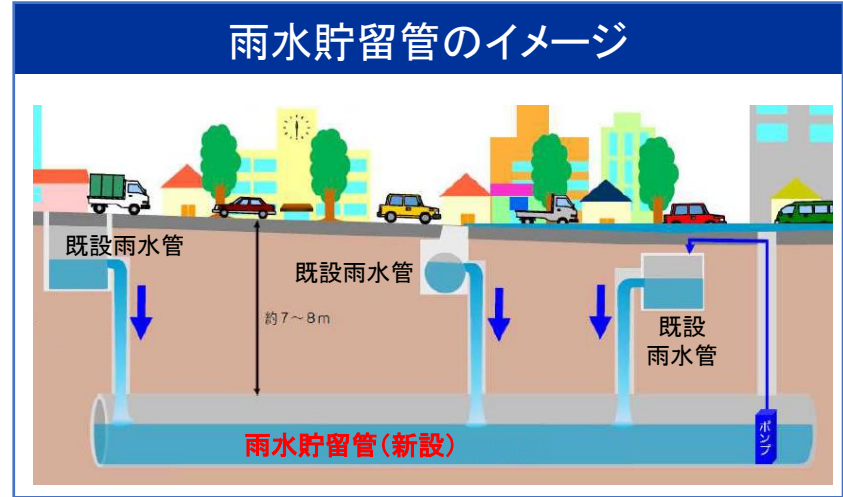 雨水貯留管のイメージ
既設雨水管
既設雨水管
約7～8m
既設
雨水管
雨水貯留管(新設)
ポンプ